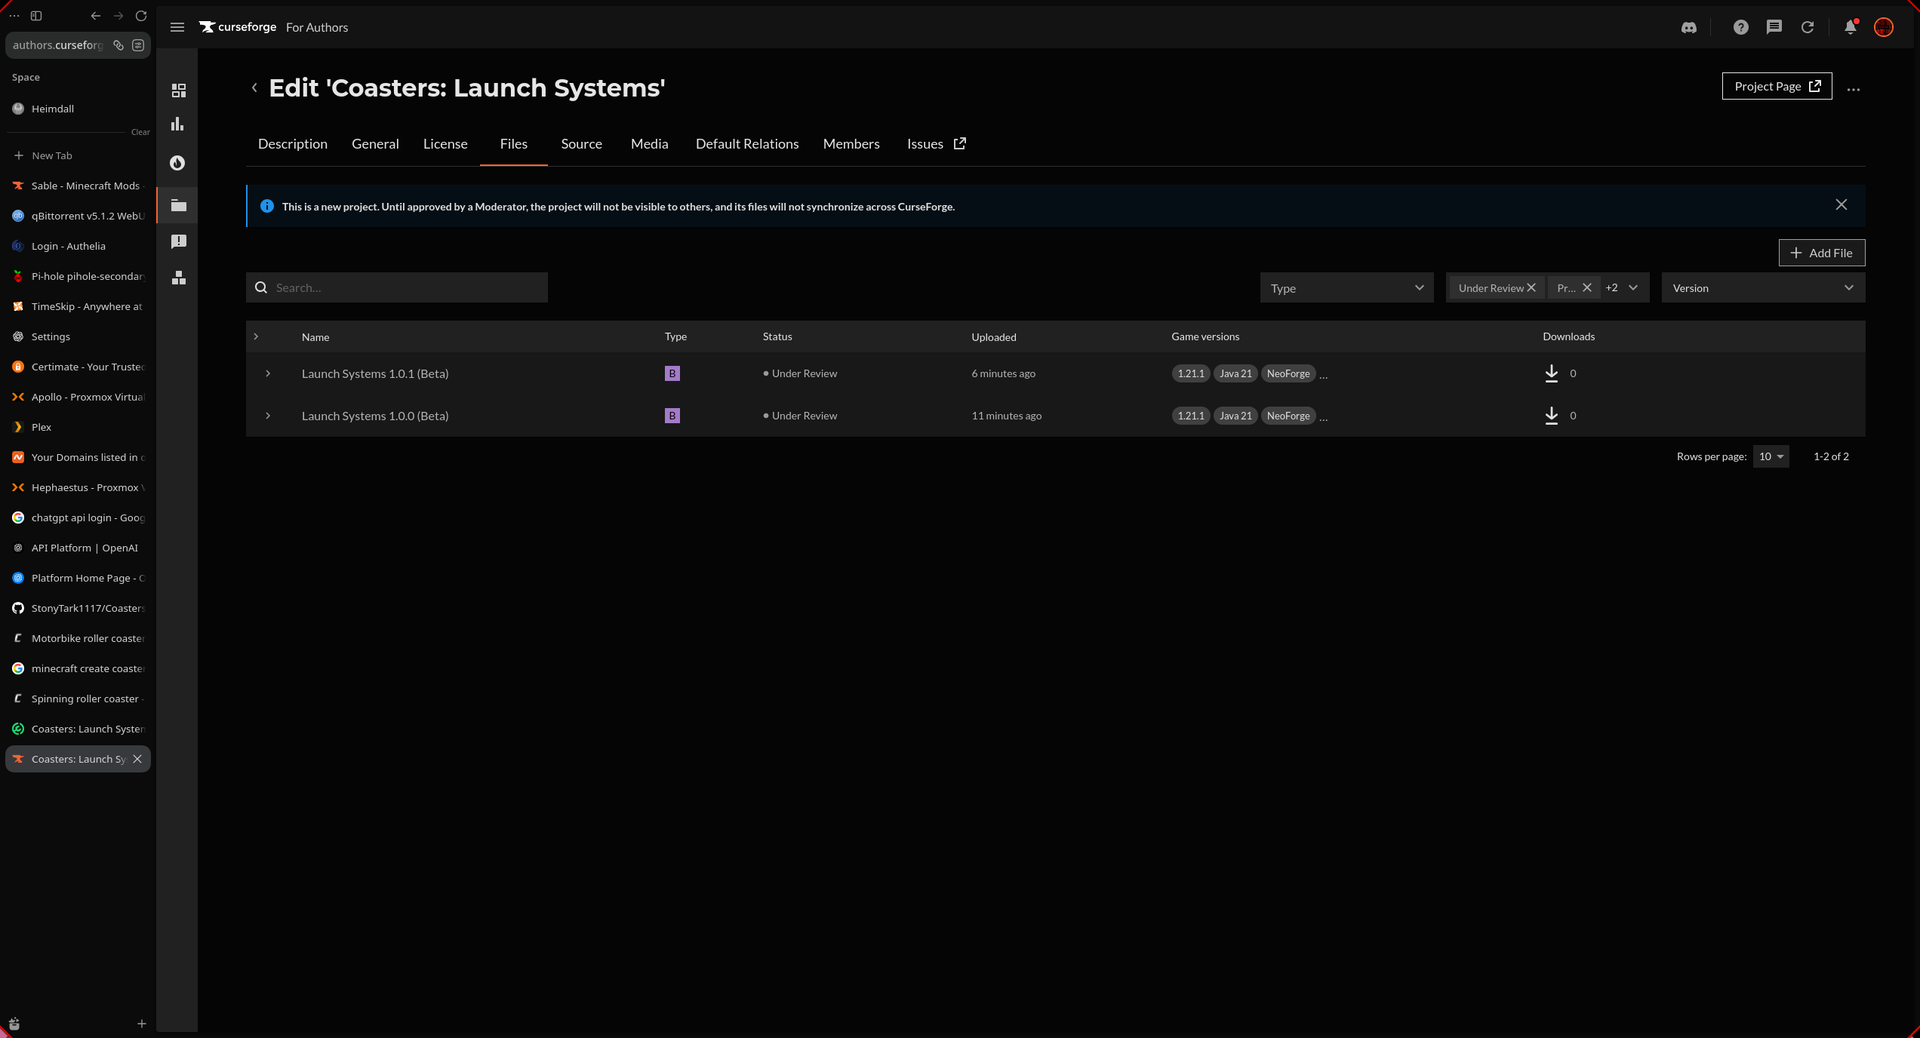 authors.curseforg
Space
Heimdall
Clear
New Tab
Sable - Minecraft Mods -
qBittorrent v5.1.2 WebU
Login - Authelia
Pi-hole pihole-secondar
TimeSkip - Anywhere at
Settings
Certimate - Your Trusted
Apollo - Proxmox Virtual
Plex
Your Domains listed in o
Hephaestus - Proxmox V
chatgpt api login - Goog
API Platform | OpenAI
Platform Home Page - C
StonyTark1117/Coasters
Motorbike roller coaster
minecraft create coaster
Spinning roller coaster -
Coasters: Launch System
Coasters: Launch Sy
curseforge
For Authors
Edit 'Coasters: Launch Systems'
Project Page
Description General License Files Source Media Default Relations Members Issues
This is a new project. Until approved by a Moderator, the project will not be visible to others, and its files will not synchronize across CurseForge.
Add File
Search...
Type
Under Review
Pr...
+2
Version
Name Type Status Uploaded Game versions Downloads
Launch Systems 1.0.1 (Beta) B Under Review 6 minutes ago 1.21.1 Java 21 NeoForge ... 0
Launch Systems 1.0.0 (Beta) B Under Review 11 minutes ago 1.21.1 Java 21 NeoForge ... 0
Rows per page: 10 1-2 of 2